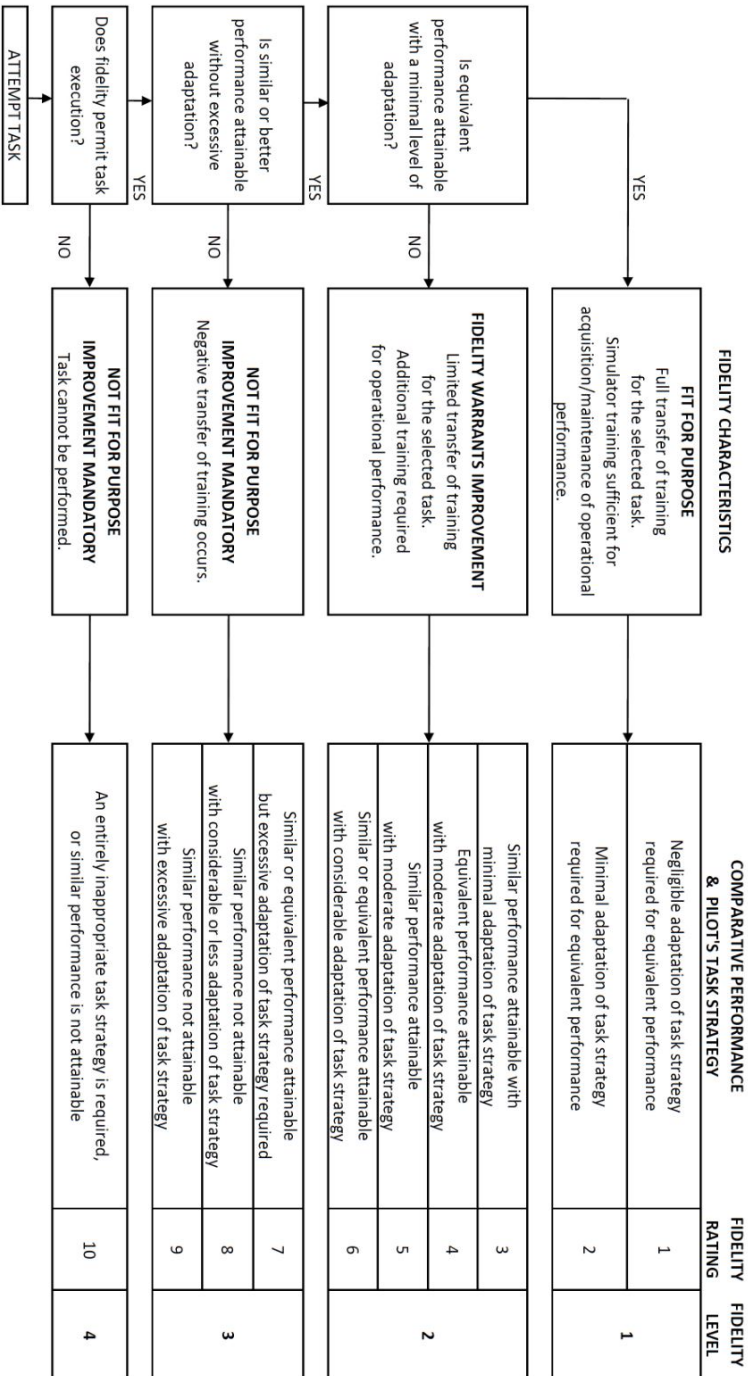 FIDELITY CHARACTERISTICS
COMPARATIVE PERFORMANCE
& PILOT'S TASK STRATEGY
FIDELITY
RATING
FIDELITY
LEVEL
YES
FIT FOR PURPOSE
Full transfer of training
for the selected task.
Simulator training sufficient for
acquisition/maintenance of operational
performance.
Negligible adaptation of task strategy
required for equivalent performance
1
Minimal adaptation of task strategy
required for equivalent performance
2
1
Is equivalent
performance attainable
with a minimal level of
adaptation?
NO
FIDELITY WARRANTS IMPROVEMENT
Limited transfer of training
for the selected task.
Additional training required
for operational performance.
Similar performance attainable with
minimal adaptation of task strategy
3
Equivalent performance attainable
with moderate adaptation of task strategy
4
Similar performance attainable
with moderate adaptation of task strategy
5
Similar or equivalent performance attainable
with considerable adaptation of task strategy
6
2
YES
Is similar or better
performance attainable
without excessive
adaptation?
NO
NOT FIT FOR PURPOSE
IMPROVEMENT MANDATORY
Negative transfer of training occurs.
Similar or equivalent performance attainable
but excessive adaptation of task strategy required
7
Similar performance not attainable
with considerable or less adaptation of task strategy
8
Similar performance not attainable
with excessive adaptation of task strategy
9
3
YES
Does fidelity permit task
execution?
NO
NOT FIT FOR PURPOSE
IMPROVEMENT MANDATORY
Task cannot be performed.
An entirely inappropriate task strategy is required,
or similar performance is not attainable
10
4
ATTEMPT TASK